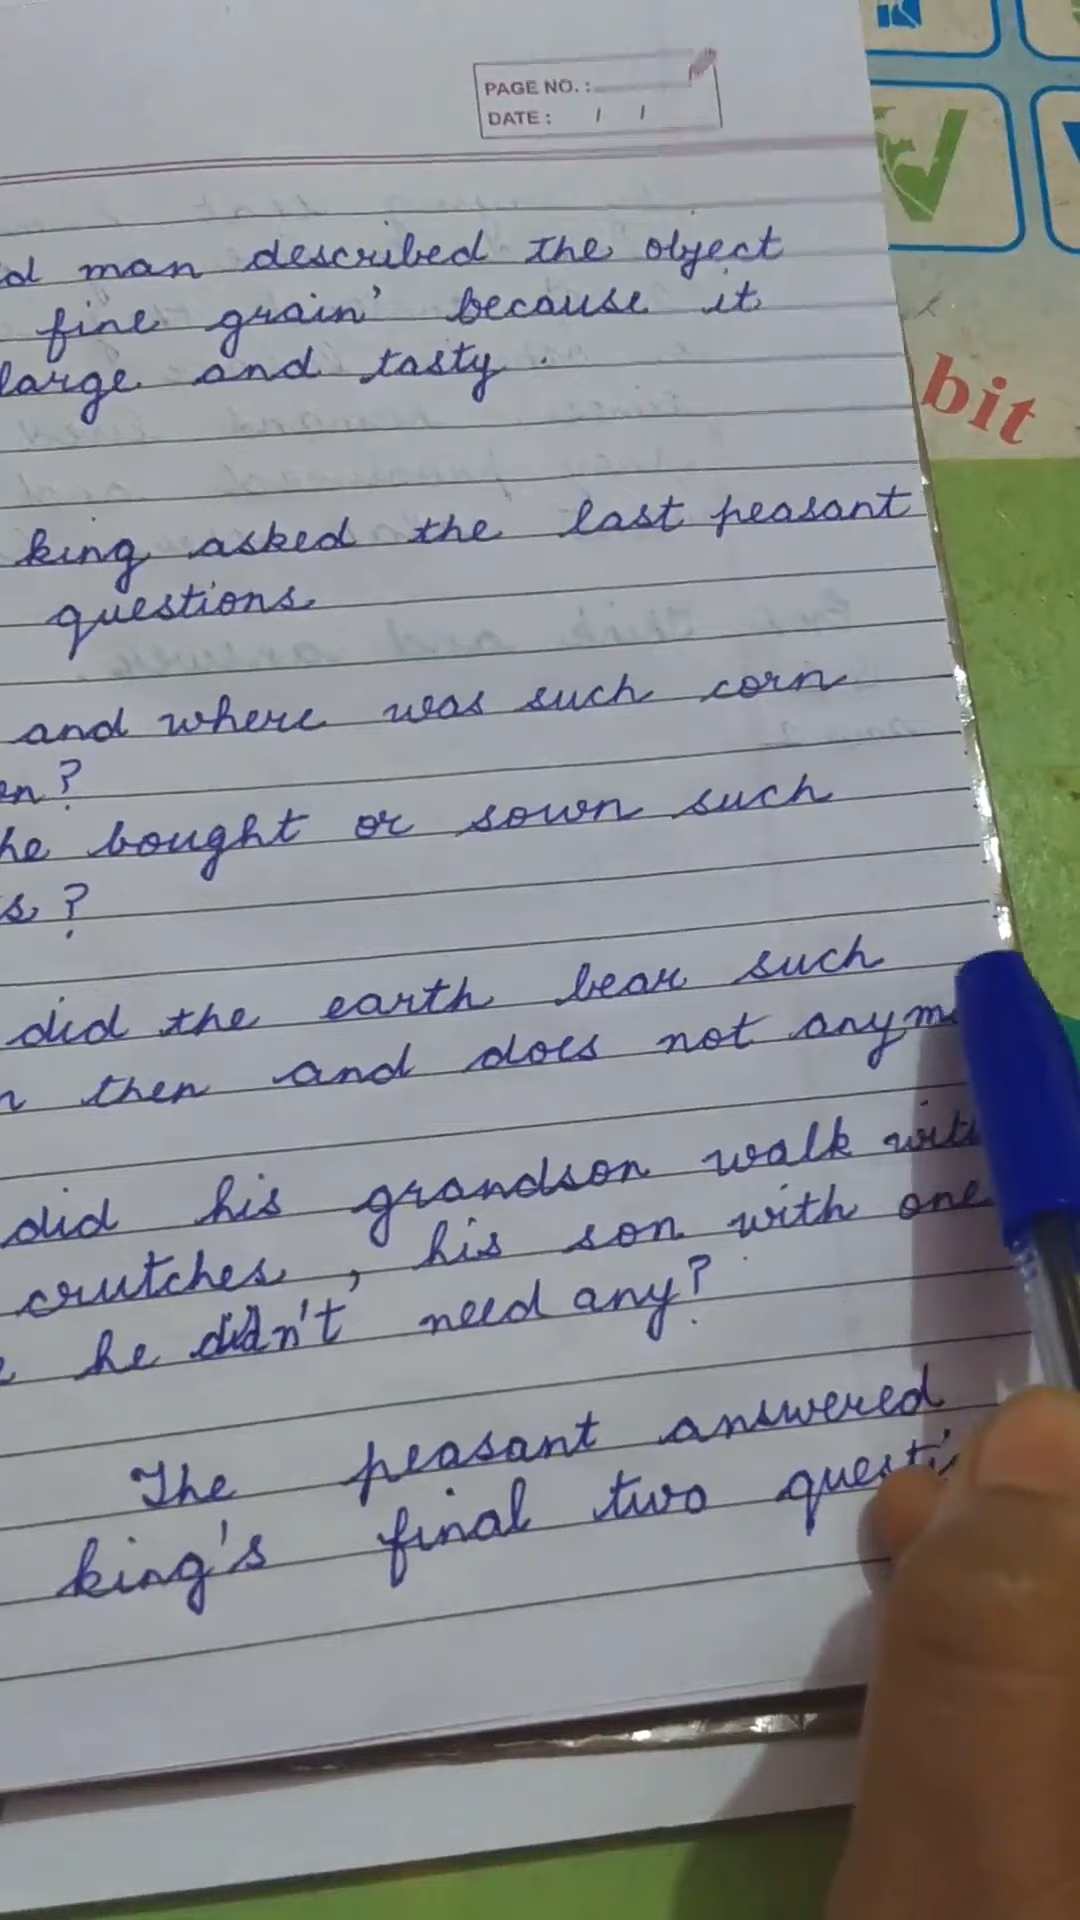 PAGE NO. :
DATE : / /
man described the object
fine grain' because it
large and tasty .
king asked the last peasant
questions
and where was such corn
?
he bought or sown such
?
did the earth bear such
then and does not
did his grandson walk
crutches , his son with one
he didn't need any?
The peasant answered
king's final two
bit